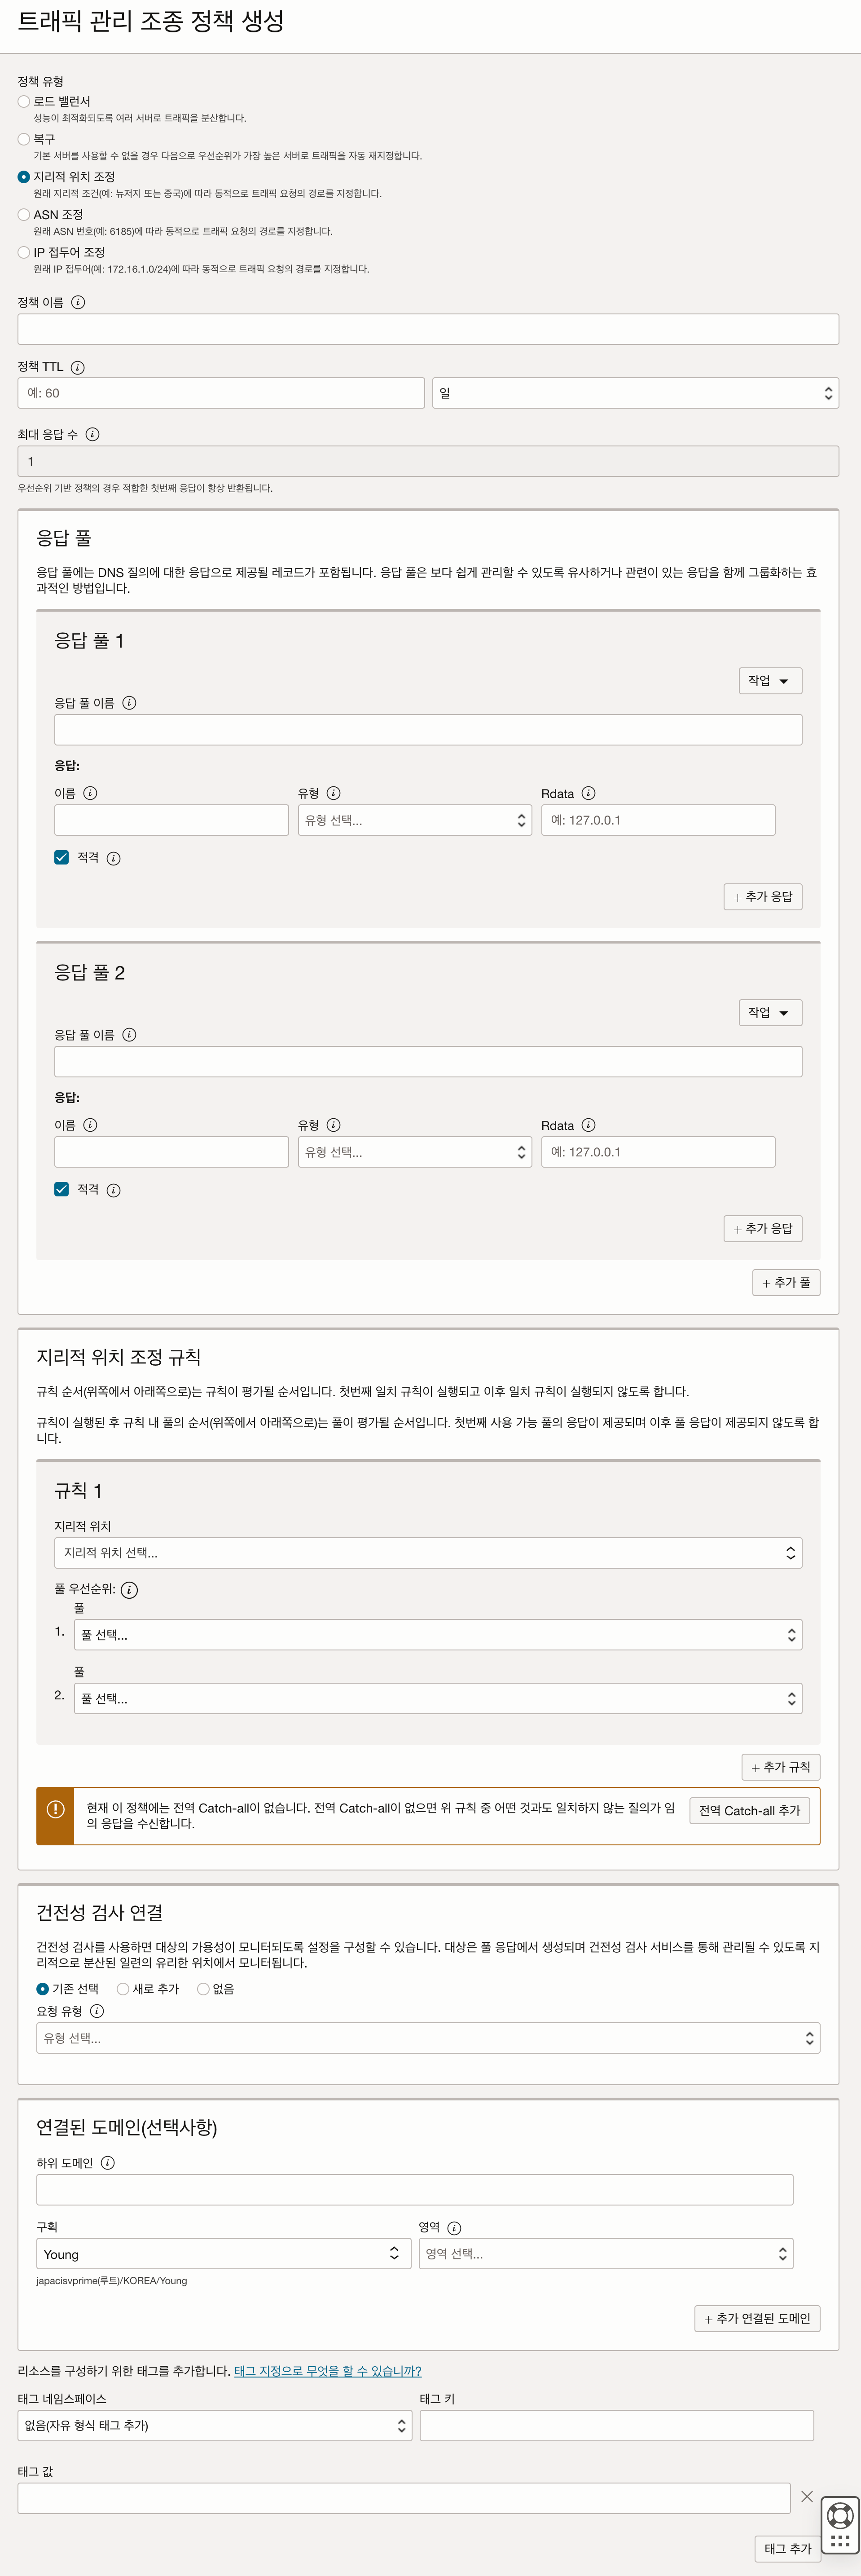 트래픽 관리 조종 정책 생성
정책 유형
로드 밸런서
성능이 최적화되도록 여러 서버로 트래픽을 분산합니다.
복구
기본 서버를 사용할 수 없을 경우 다음으로 우선순위가 가장 높은 서버로 트래픽을 자동 재지정합니다.
지리적 위치 조정
원래 지리적 조건(예: 뉴저지 또는 중국)에 따라 동적으로 트래픽 요청의 경로를 지정합니다.
ASN 조정
원래 ASN 번호(예: 6185)에 따라 동적으로 트래픽 요청의 경로를 지정합니다.
IP 접두어 조정
원래 IP 접두어(예: 172.16.1.0/24)에 따라 동적으로 트래픽 요청의 경로를 지정합니다.
정책 이름
정책 TTL
예: 60 일
최대 응답 수
1
우선순위 기반 정책의 경우 적합한 첫번째 응답이 항상 반환됩니다.
응답 풀
응답 풀에는 DNS 질의에 대한 응답으로 제공될 레코드가 포함됩니다. 응답 풀은 보다 쉽게 관리할 수 있도록 유사하거나 관련이 있는 응답을 함께 그룹화하는 효
과적인 방법입니다.
응답 풀 1
작업
응답 풀 이름
응답:
이름 유형 Rdata
유형 선택... 예: 127.0.0.1
적격
+ 추가 응답
응답 풀 2
작업
응답 풀 이름
응답:
이름 유형 Rdata
유형 선택... 예: 127.0.0.1
적격
+ 추가 응답
+ 추가 풀
지리적 위치 조정 규칙
규칙 순서(위쪽에서 아래쪽으로)는 규칙이 평가될 순서입니다. 첫번째 일치 규칙이 실행되고 이후 일치 규칙이 실행되지 않도록 합니다.
규칙이 실행된 후 규칙 내 풀의 순서(위쪽에서 아래쪽으로)는 풀이 평가될 순서입니다. 첫번째 사용 가능 풀의 응답이 제공되며 이후 풀 응답이 제공되지 않도록 합
니다.
규칙 1
지리적 위치
지리적 위치 선택...
풀 우선순위:
풀
1. 풀 선택...
풀
2. 풀 선택...
+ 추가 규칙
현재 이 정책에는 전역 Catch-all이 없습니다. 전역 Catch-all이 없으면 위 규칙 중 어떤 것과도 일치하지 않는 질의가 임
의 응답을 수신합니다.
전역 Catch-all 추가
건전성 검사 연결
건전성 검사를 사용하면 대상의 가용성이 모니터되도록 설정을 구성할 수 있습니다. 대상은 풀 응답에서 생성되며 건전성 검사 서비스를 통해 관리될 수 있도록 지
리적으로 분산된 일련의 유리한 위치에서 모니터됩니다.
기존 선택 새로 추가 없음
요청 유형
유형 선택...
연결된 도메인(선택사항)
하위 도메인
구획 영역
Young 영역 선택...
japacisvprime(루트)/KOREA/Young
+ 추가 연결된 도메인
리소스를 구성하기 위한 태그를 추가합니다. 태그 지정으로 무엇을 할 수 있습니까?
태그 네임스페이스 태그 키
없음(자유 형식 태그 추가)
태그 값
태그 추가